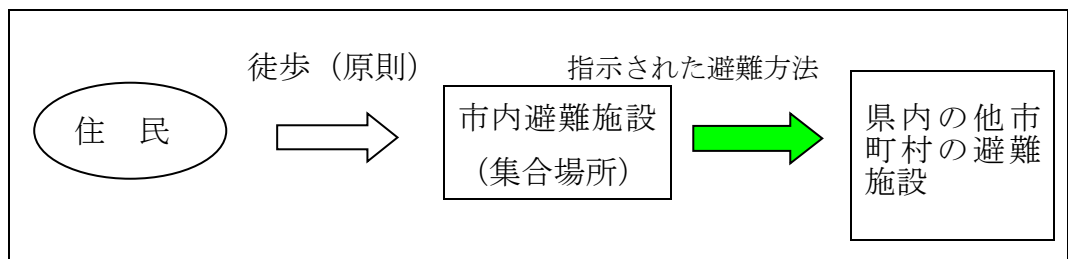 徒歩（原則）
指示された避難方法
住　民
市内避難施設
（集合場所）
県内の他市
町村の避難
施設